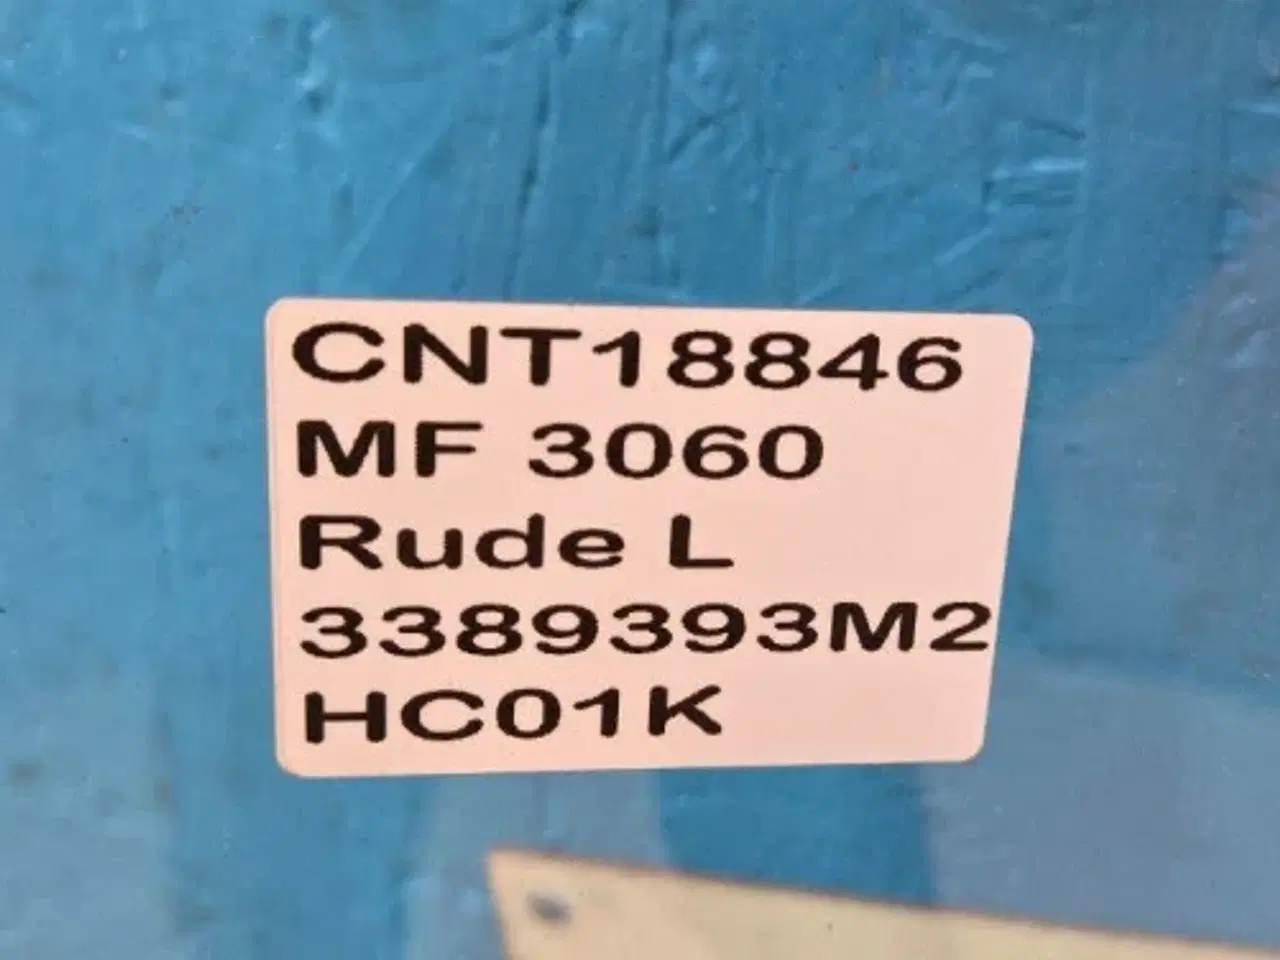 CNT18846
MF 3060
Rude L
3389393M2
HC01K